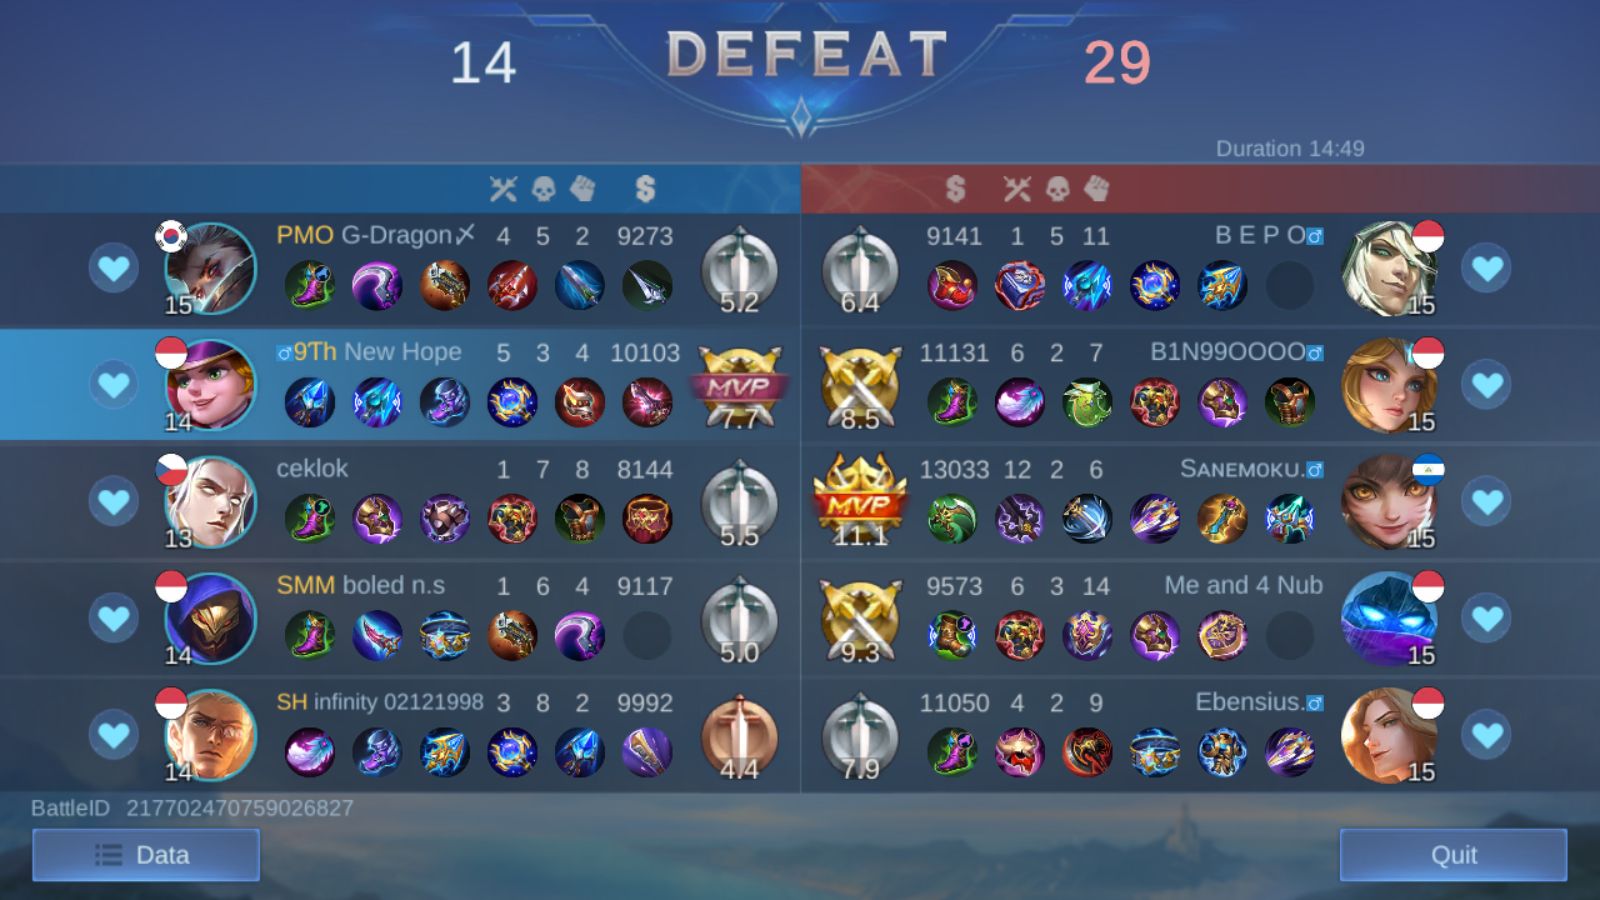 14 DEFEAT 29
Duration 14:49
PMO G-Dragon〆 4 5 2 9273
15 5.2
9141 1 5 11 B E P O♂
6.4 15
♂9Th New Hope 5 3 4 10103
14 MVP 7.7
11131 6 2 7 B1N99OOOO♂
8.5 15
ceklok 1 7 8 8144
13 5.5
13033 12 2 6 SANEMOKU.♂
MVP 11.1 15
SMM boled n.s 1 6 4 9117
14 5.0
9573 6 3 14 Me and 4 Nub
9.3 15
SH infinity 02121998 3 8 2 9992
14 4.4
11050 4 2 9 Ebensius.♂
7.9 15
BattleID 217702470759026827
Data
Quit